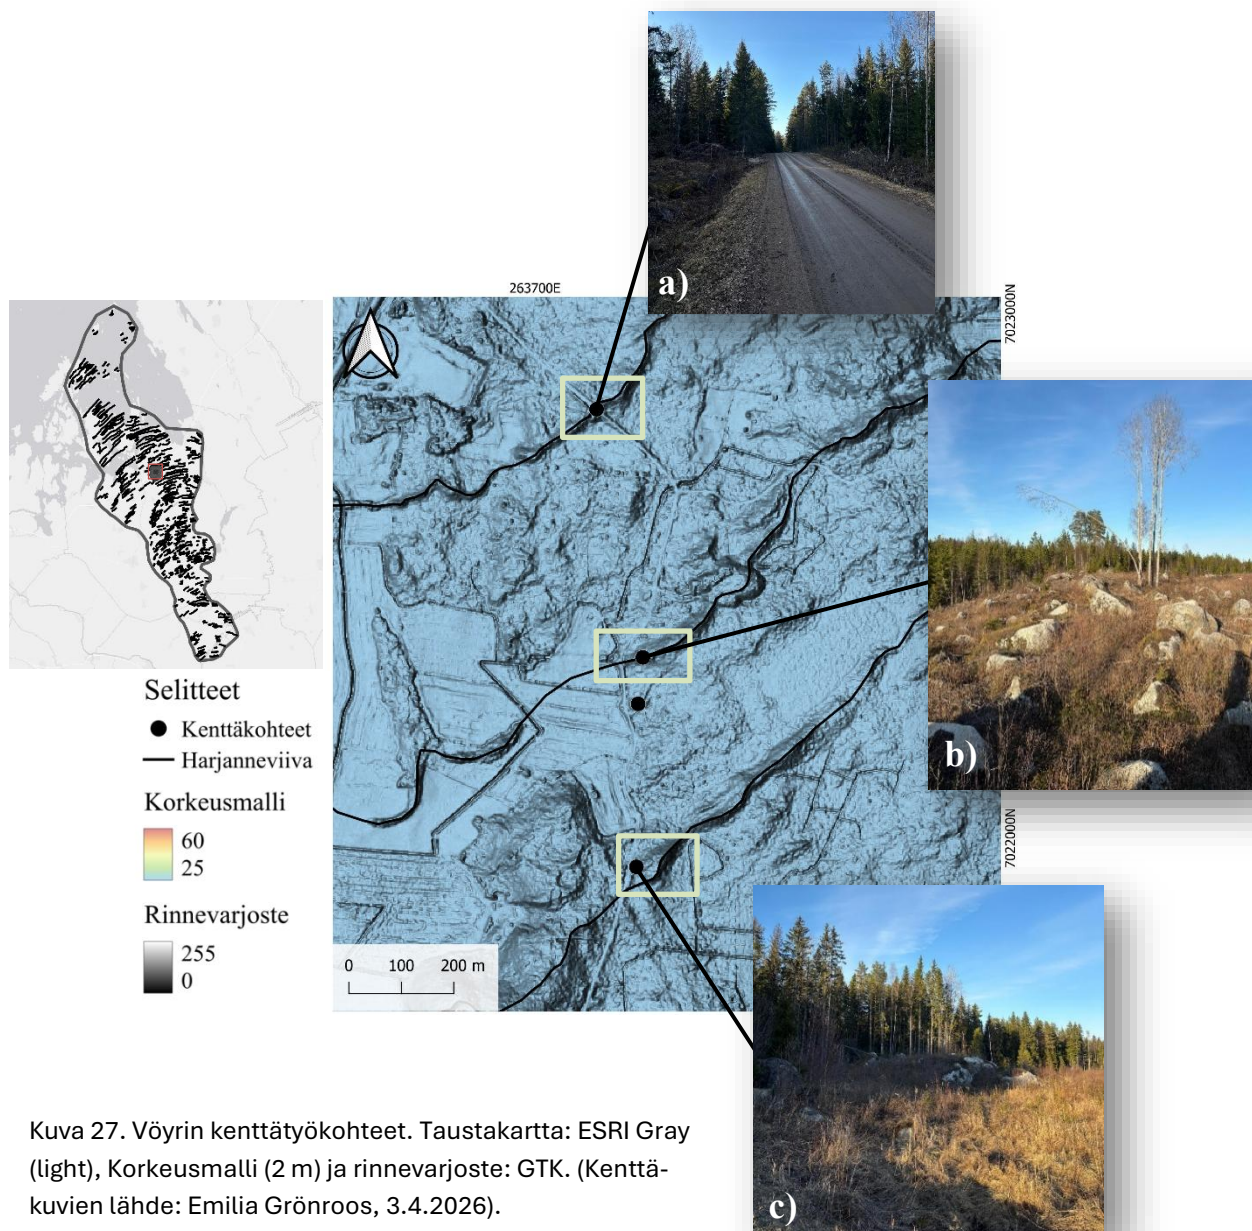 a)
263700E
7023000N
b)
Selitteet
Kenttäkohteet
Harjanneviiva
Korkeusmalli
60
25
Rinnevarjoste
255
0
7022000N
0 100 200 m
c)
Kuva 27. Vöyrin kenttätyökohteet. Taustakartta: ESRI Gray
(light), Korkeusmalli (2 m) ja rinnevarjoste: GTK. (Kenttä-
kuvien lähde: Emilia Grönroos, 3.4.2026).